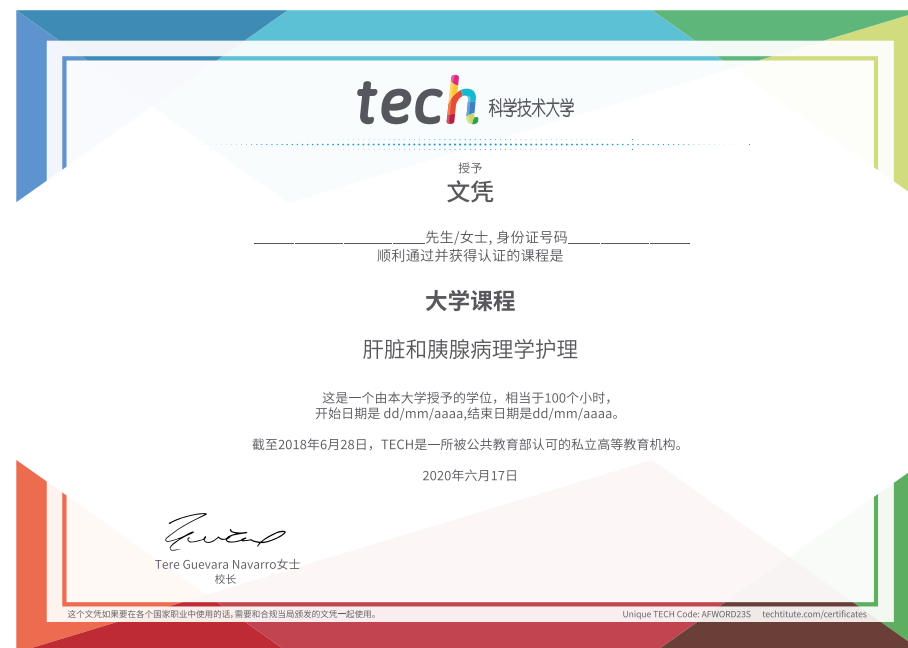 tech 科学技术大学
授予
文凭
先生/女士, 身份证号码
顺利通过并获得认证的课程是
大学课程
肝脏和胰腺病理学护理
这是一个由本大学授予的学位，相当于100个小时，
开始日期是 dd/mm/aaaa,结束日期是dd/mm/aaaa。
截至2018年6月28日，TECH是一所被公共教育部认可的私立高等教育机构。
2020年六月17日
Tere Guevara Navarro女士
校长
这个文凭如果要在各个国家职业中使用的话,需要和合规当局颁发的文凭一起使用。
Unique TECH Code: AFWORD23S techtitute.com/certificates